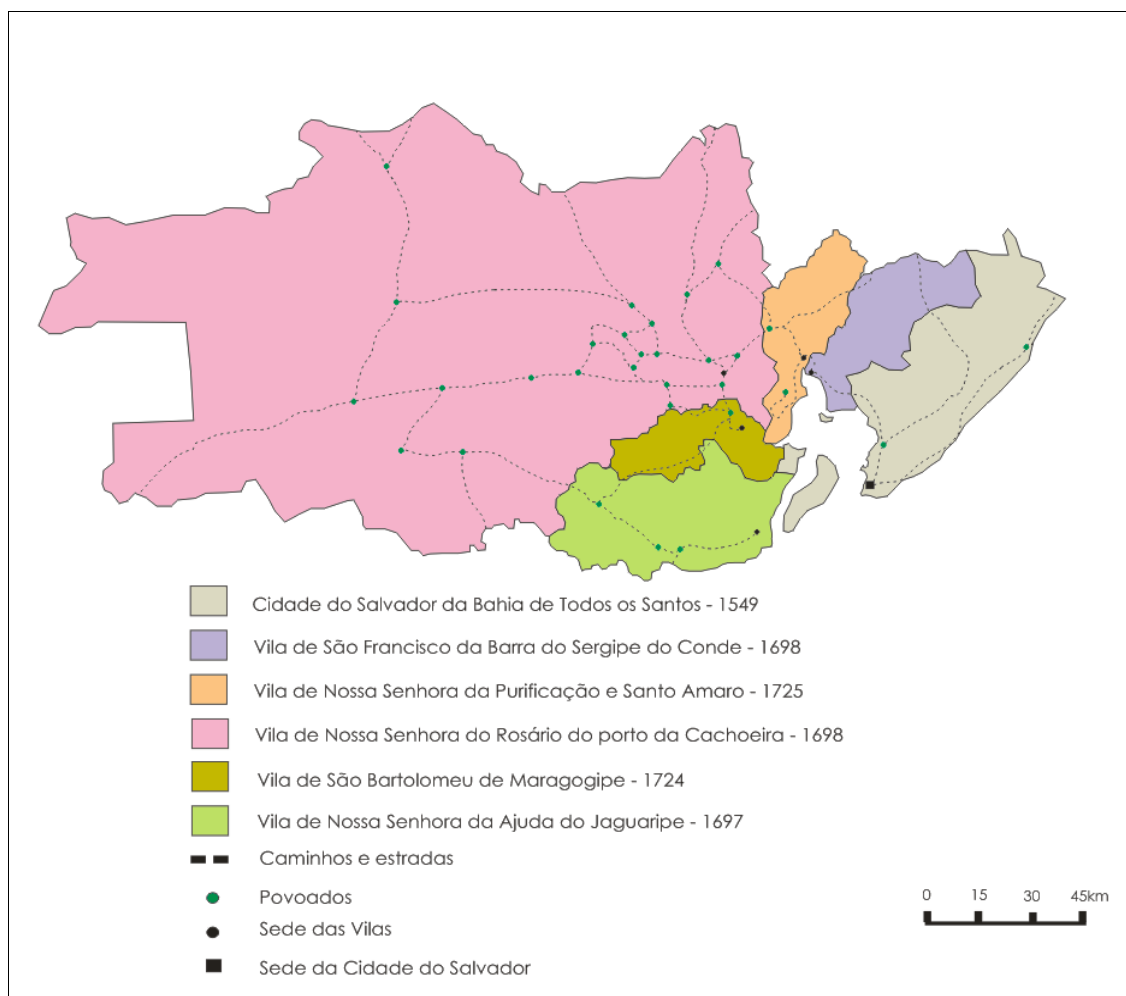 Cidade do Salvador da Bahia de Todos os Santos - 1549
Vila de São Francisco da Barra do Sergipe do Conde - 1698
Vila de Nossa Senhora da Purificação e Santo Amaro - 1725
Vila de Nossa Senhora do Rosário do porto da Cachoeira - 1698
Vila de São Bartolomeu de Maragogipe - 1724
Vila de Nossa Senhora da Ajuda do Jaguaripe - 1697
Caminhos e estradas
Povoados
Sede das Vilas
Sede da Cidade do Salvador
0 15 30 45km